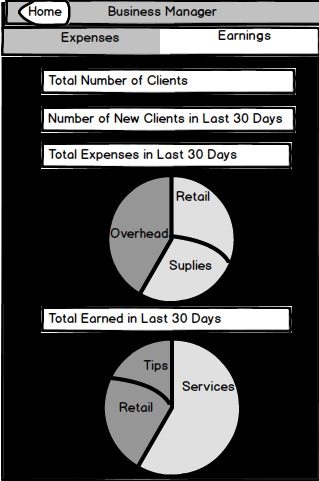 Home
Business Manager
Expenses
Earnings
Total Number of Clients
Number of New Clients in Last 30 Days
Total Expenses in Last 30 Days
Retail
Overhead
Suplies
Total Earned in Last 30 Days
Tips
Services
Retail